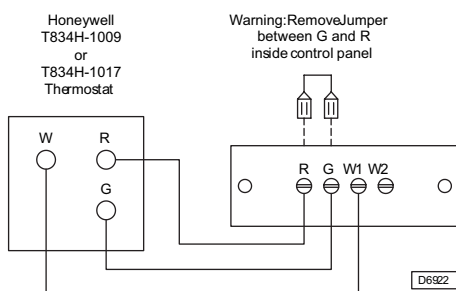 Honeywell
T834H-1009
or
T834H-1017
Thermostat
Warning:RemoveJumper
between G and R
inside control panel
W R
G
R G W1 W2
D6922